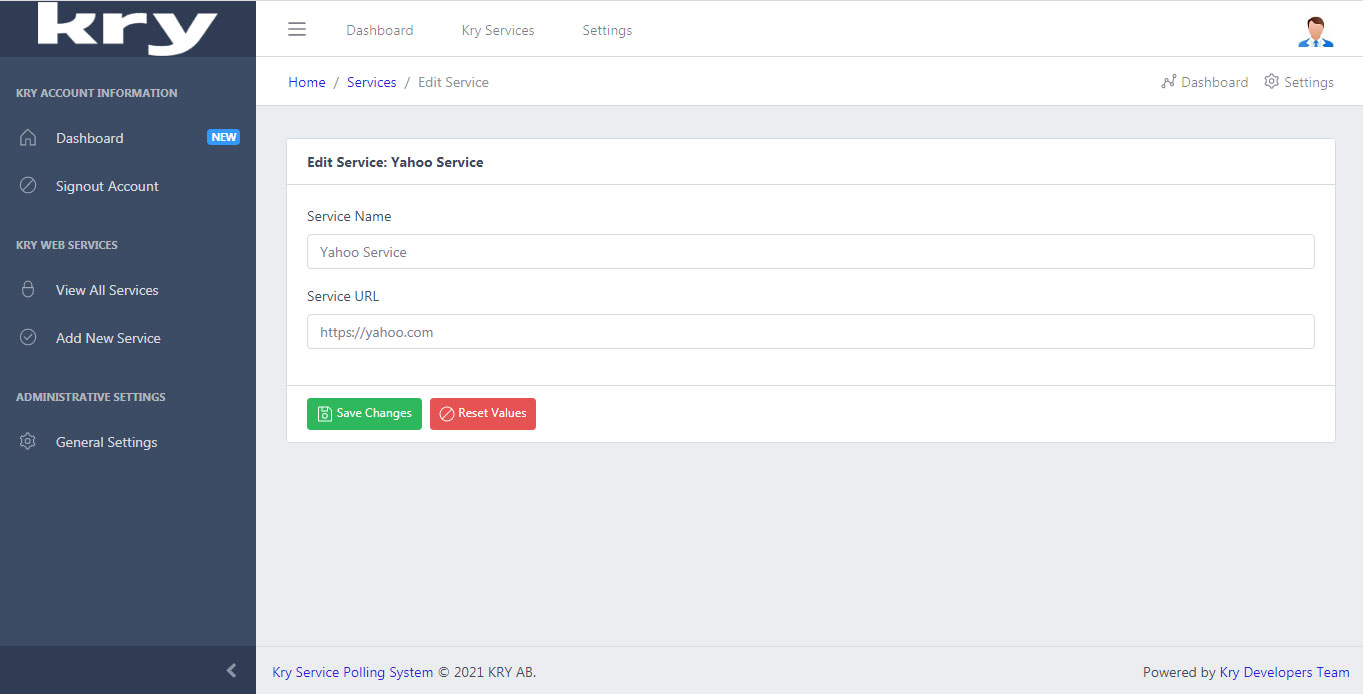 kry
Dashboard Kry Services Settings
Home / Services / Edit Service
Dashboard Settings
KRY ACCOUNT INFORMATION
Dashboard NEW
Signout Account
KRY WEB SERVICES
View All Services
Add New Service
ADMINISTRATIVE SETTINGS
General Settings
Edit Service: Yahoo Service
Service Name
Yahoo Service
Service URL
https://yahoo.com
Save Changes Reset Values
Kry Service Polling System © 2021 KRY AB.
Powered by Kry Developers Team